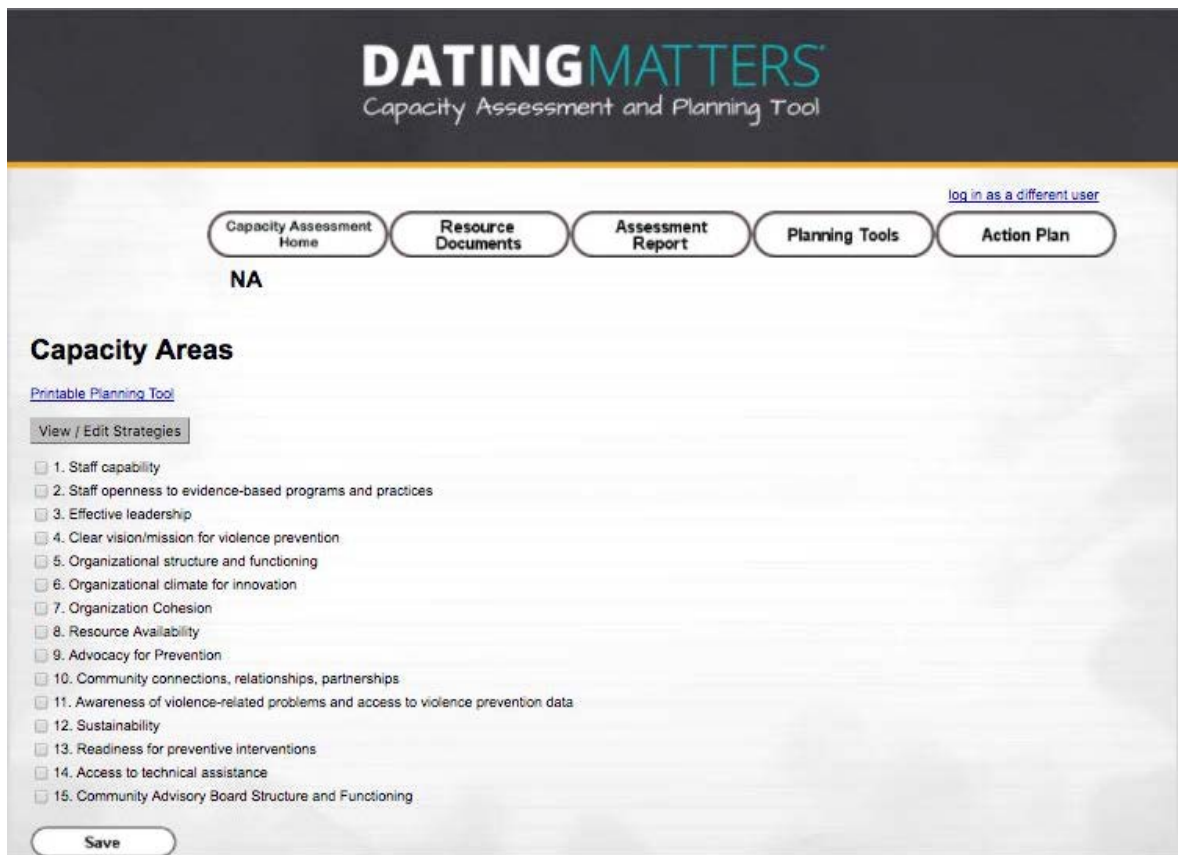 DATINGMATTERS®
Capacity Assessment and Planning Tool
log in as a different user
Capacity Assessment Home
Resource Documents
Assessment Report
Planning Tools
Action Plan
NA
Capacity Areas
Printable Planning Tool
View / Edit Strategies
1. Staff capability
2. Staff openness to evidence-based programs and practices
3. Effective leadership
4. Clear vision/mission for violence prevention
5. Organizational structure and functioning
6. Organizational climate for innovation
7. Organization Cohesion
8. Resource Availability
9. Advocacy for Prevention
10. Community connections, relationships, partnerships
11. Awareness of violence-related problems and access to violence prevention data
12. Sustainability
13. Readiness for preventive interventions
14. Access to technical assistance
15. Community Advisory Board Structure and Functioning
Save